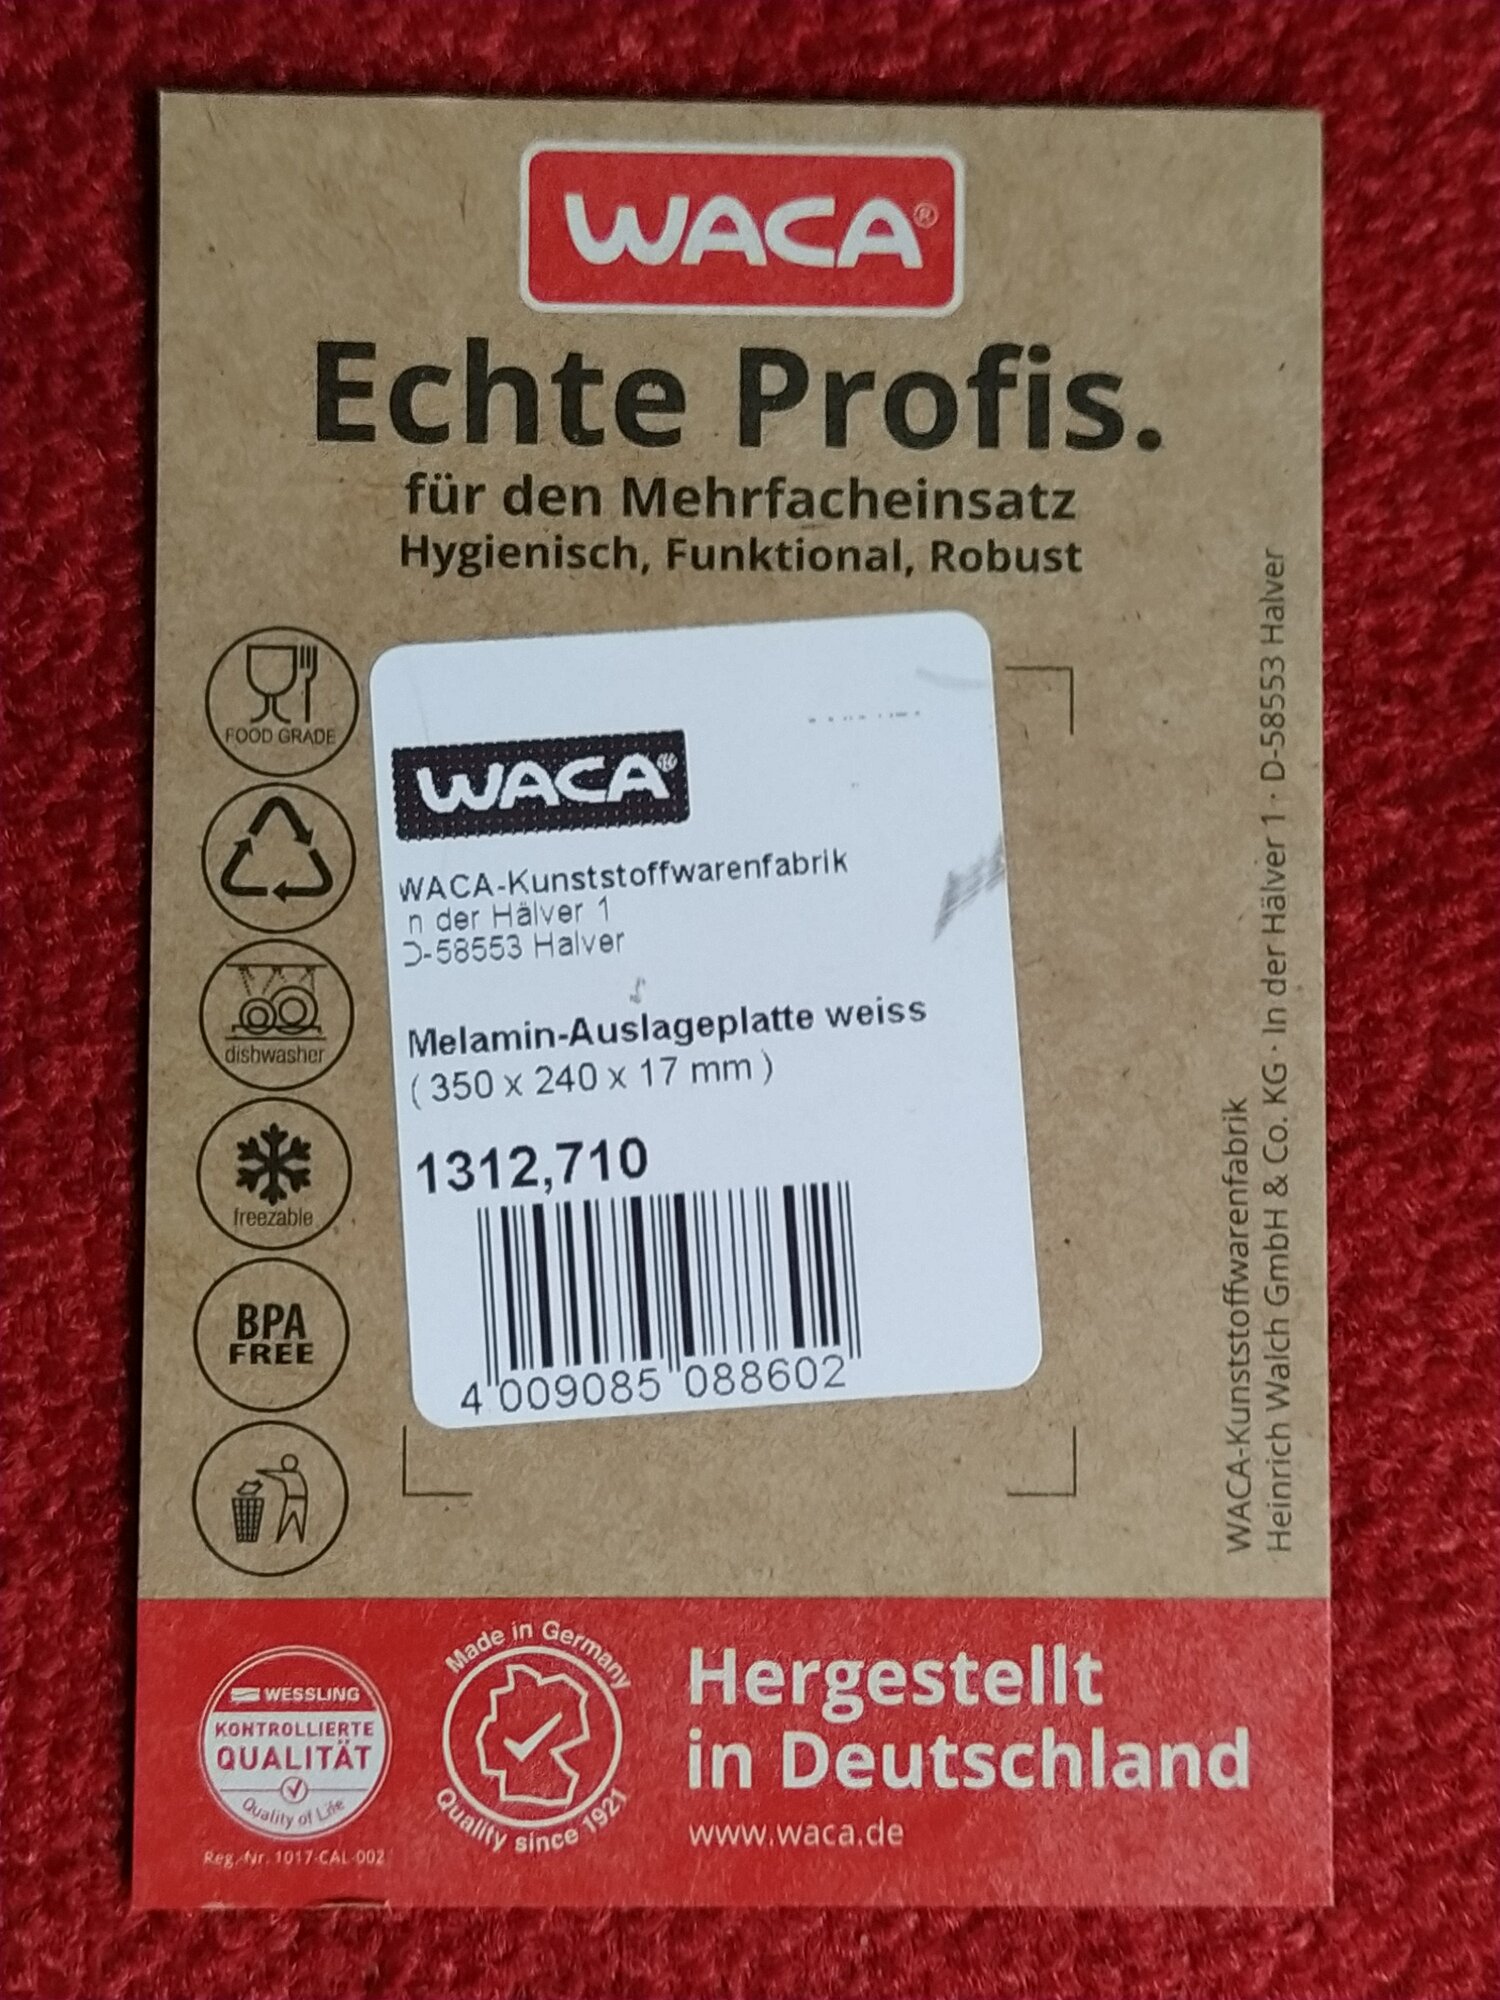 WACA®
Echte Profis.
für den Mehrfacheinsatz
Hygienisch, Funktional, Robust
FOOD GRADE
dishwasher
freezable
BPA
FREE
WACA®
WACA-Kunststoffwarenfabrik
n der Hälver 1
D-58553 Halver
Melamin-Auslageplatte weiss
( 350 x 240 x 17 mm )
1312,710
4 009085 088602
WACA-Kunststoffwarenfabrik
Heinrich Walch GmbH & Co. KG · In der Hälver 1 · D-58553 Halver
WESSLING
KONTROLLIERTE
QUALITÄT
Quality of Life
Reg.-Nr. 1017-CAL-002
Made in Germany
Quality since 1921
Hergestellt
in Deutschland
www.waca.de